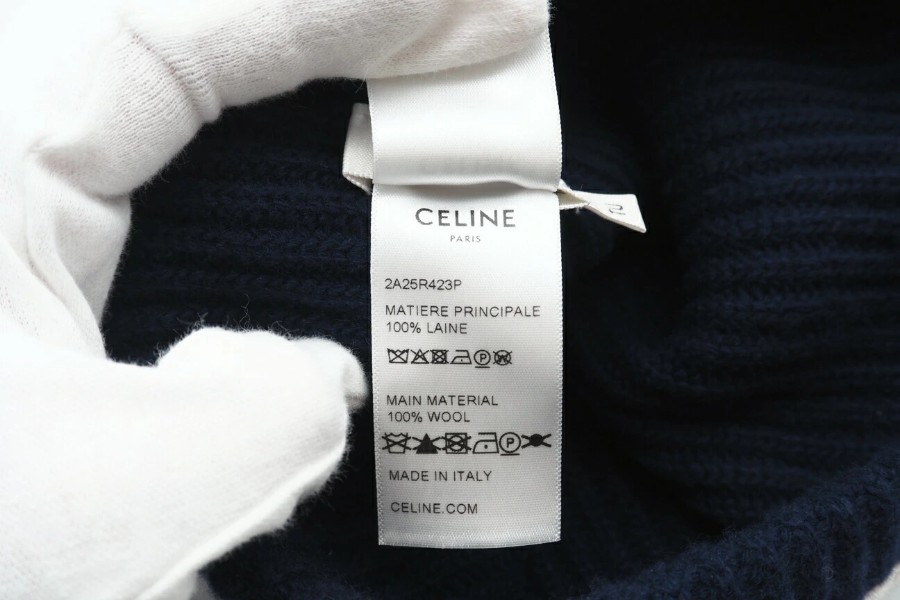 CELINE
PARIS
2A25R423P
MATIERE PRINCIPALE
100% LAINE
MAIN MATERIAL
100% WOOL
MADE IN ITALY
CELINE.COM